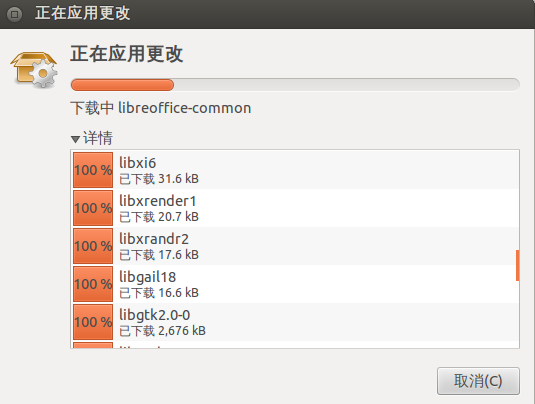 正在应用更改
正在应用更改
下载中 libreoffice-common
详情
100 %
libxi6
已下载 31.6 kB
100 %
libxrender1
已下载 20.7 kB
100 %
libxrandr2
已下载 17.6 kB
100 %
libgail18
已下载 16.6 kB
100 %
libgtk2.0-0
已下载 2,676 kB
取消(C)